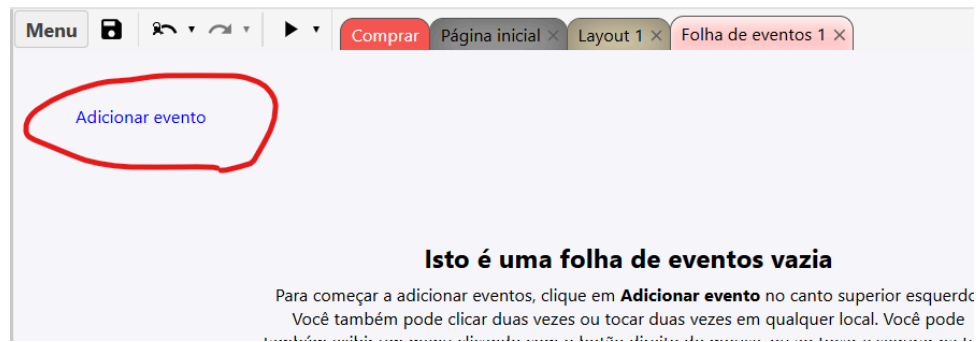 Menu
Comprar
Página inicial
Layout 1
Folha de eventos 1
Adicionar evento
Isto é uma folha de eventos vazia
Para começar a adicionar eventos, clique em Adicionar evento no canto superior esquerdo
Você também pode clicar duas vezes ou tocar duas vezes em qualquer local. Você pode